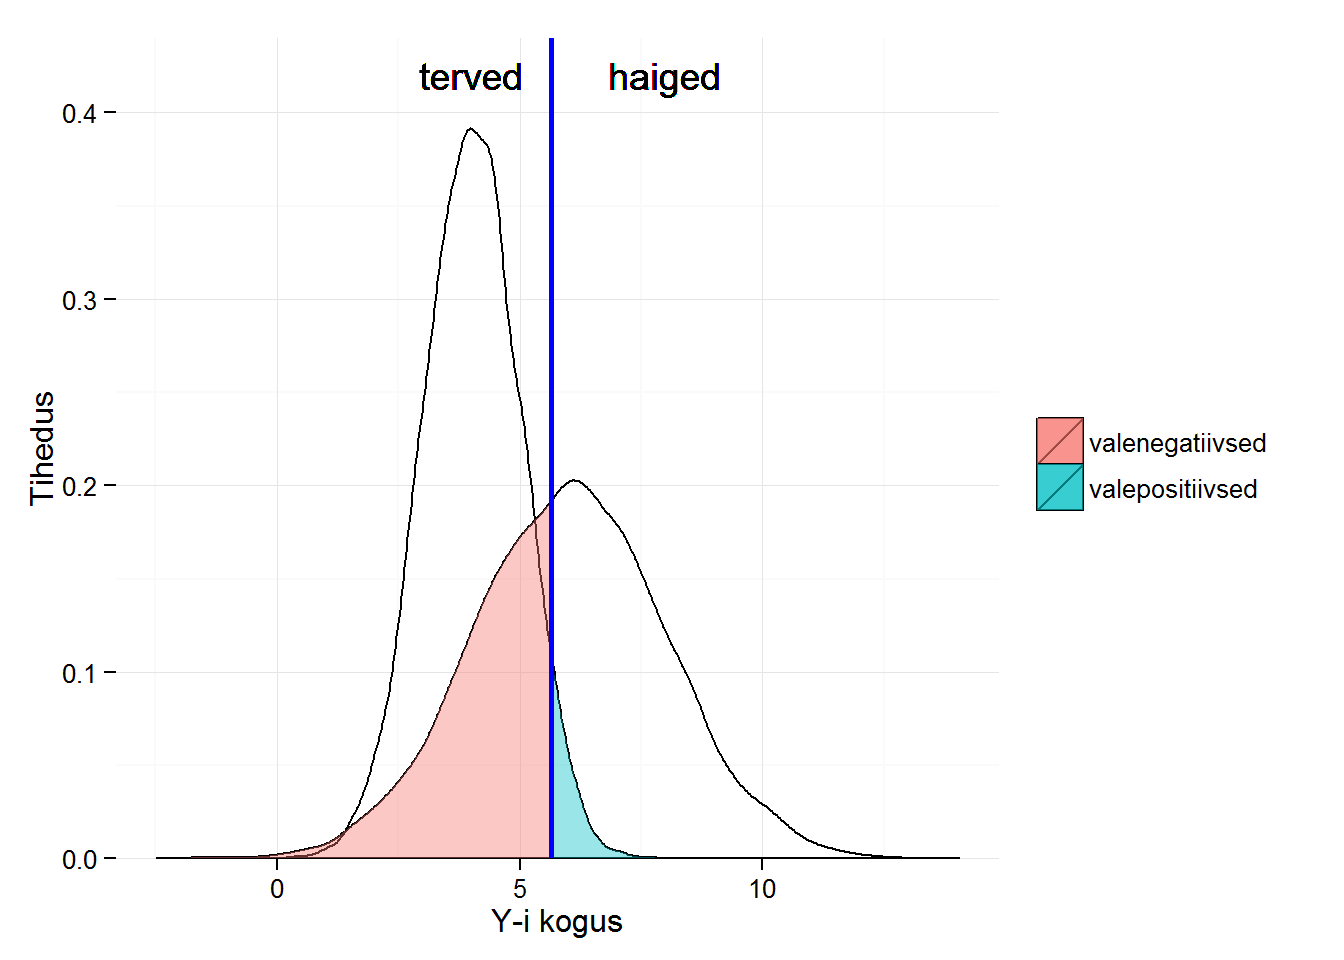 terved haiged
0.4
0.3
0.2
0.1
0.0
Tihedus
0 5 10
Y-i kogus
valenegatiivsed
valepositiivsed